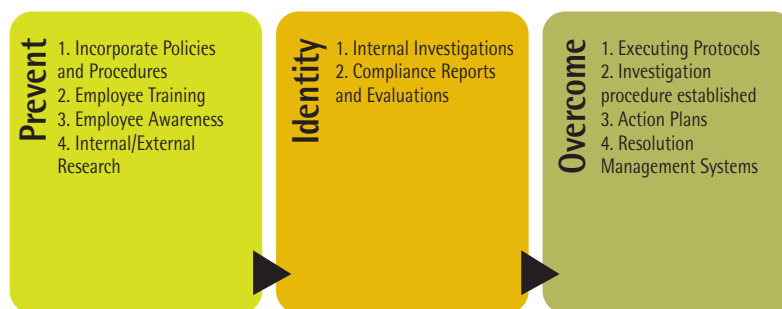 Prevent
1. Incorporate Policies
and Procedures
2. Employee Training
3. Employee Awareness
4. Internal/External
Research
Identity
1. Internal Investigations
2. Compliance Reports
and Evaluations
Overcome
1. Executing Protocols
2. Investigation
procedure established
3. Action Plans
4. Resolution
Management Systems